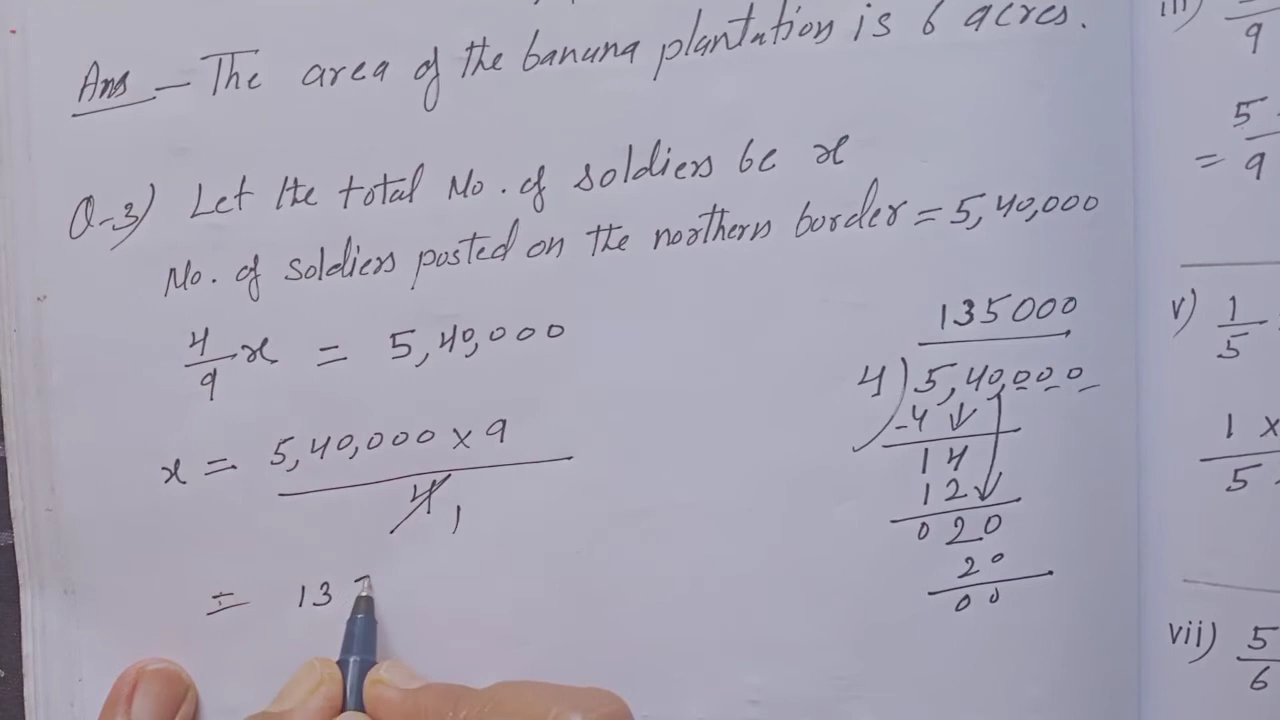 Ans - The area of the banana plantation is 6 acres.
Q-3) Let the total No. of soldiers be x
No. of soldiers posted on the northern border = 5,40,000
4/9 x = 5,40,000
x = 5,40,000 x 9
4 1
= 13
135000
4) 5,40,000
-4
14
12
020
20
00
iii)
9
= 5
9
v) 1
5
1 x
5
vii) 5
6